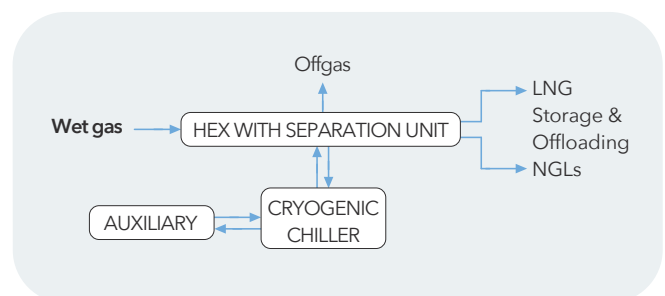 Offgas
Wet gas
HEX WITH SEPARATION UNIT
LNG
Storage &
Offloading
NGLs
AUXILIARY
CRYOGENIC
CHILLER